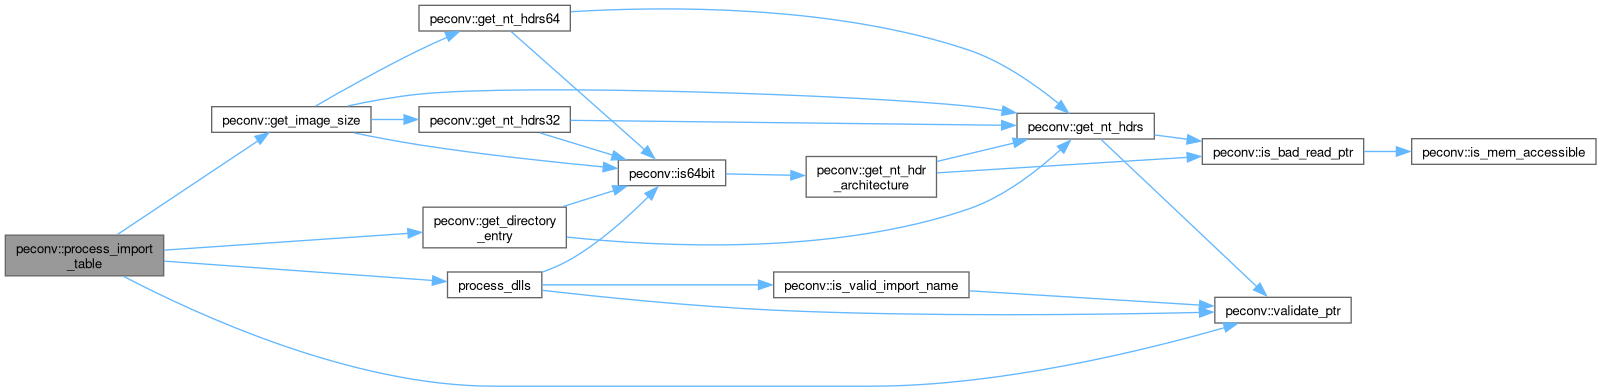 peconv::get_nt_hdrs64
peconv::get_image_size
peconv::get_nt_hdrs32
peconv::get_nt_hdrs
peconv::is_bad_read_ptr
peconv::is_mem_accessible
peconv::is64bit
peconv::get_nt_hdr
_architecture
peconv::get_directory
_entry
peconv::process_import
_table
process_dlls
peconv::is_valid_import_name
peconv::validate_ptr